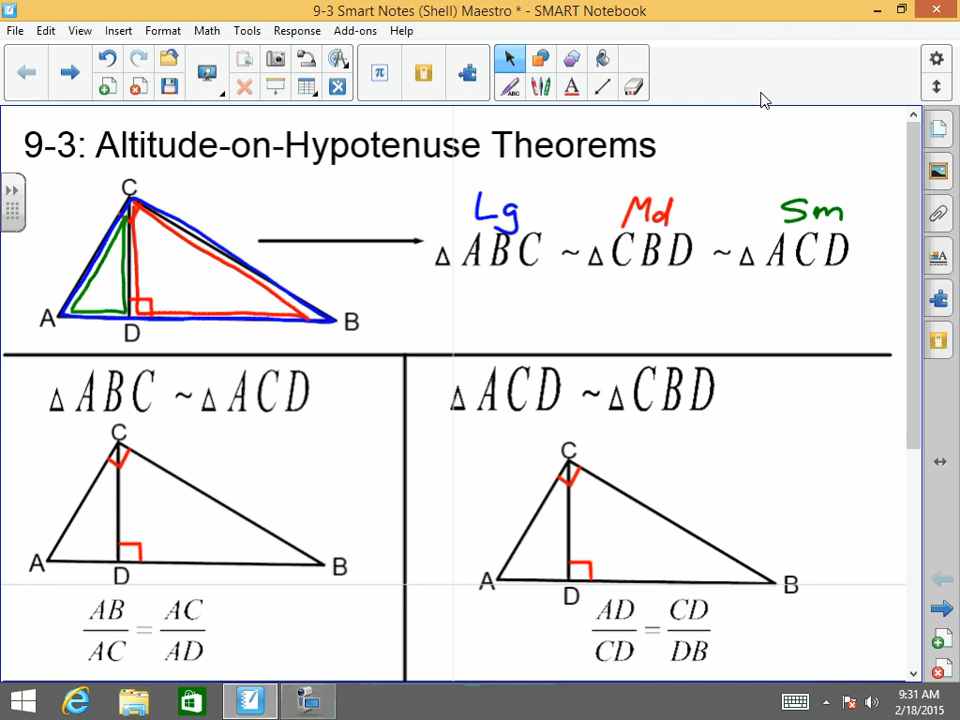 9-3 Smart Notes (Shell) Maestro * - SMART Notebook
File Edit View Insert Format Math Tools Response Add-ons Help
π
ABC
A
9-3: Altitude-on-Hypotenuse Theorems
C
Lg Md Sm
△ABC ~ △CBD ~ △ACD
A D B
△ABC ~ △ACD
△ACD ~ △CBD
C
A D B
AB/AC = AC/AD
C
A D B
AD/CD = CD/DB
9:31 AM
2/18/2015